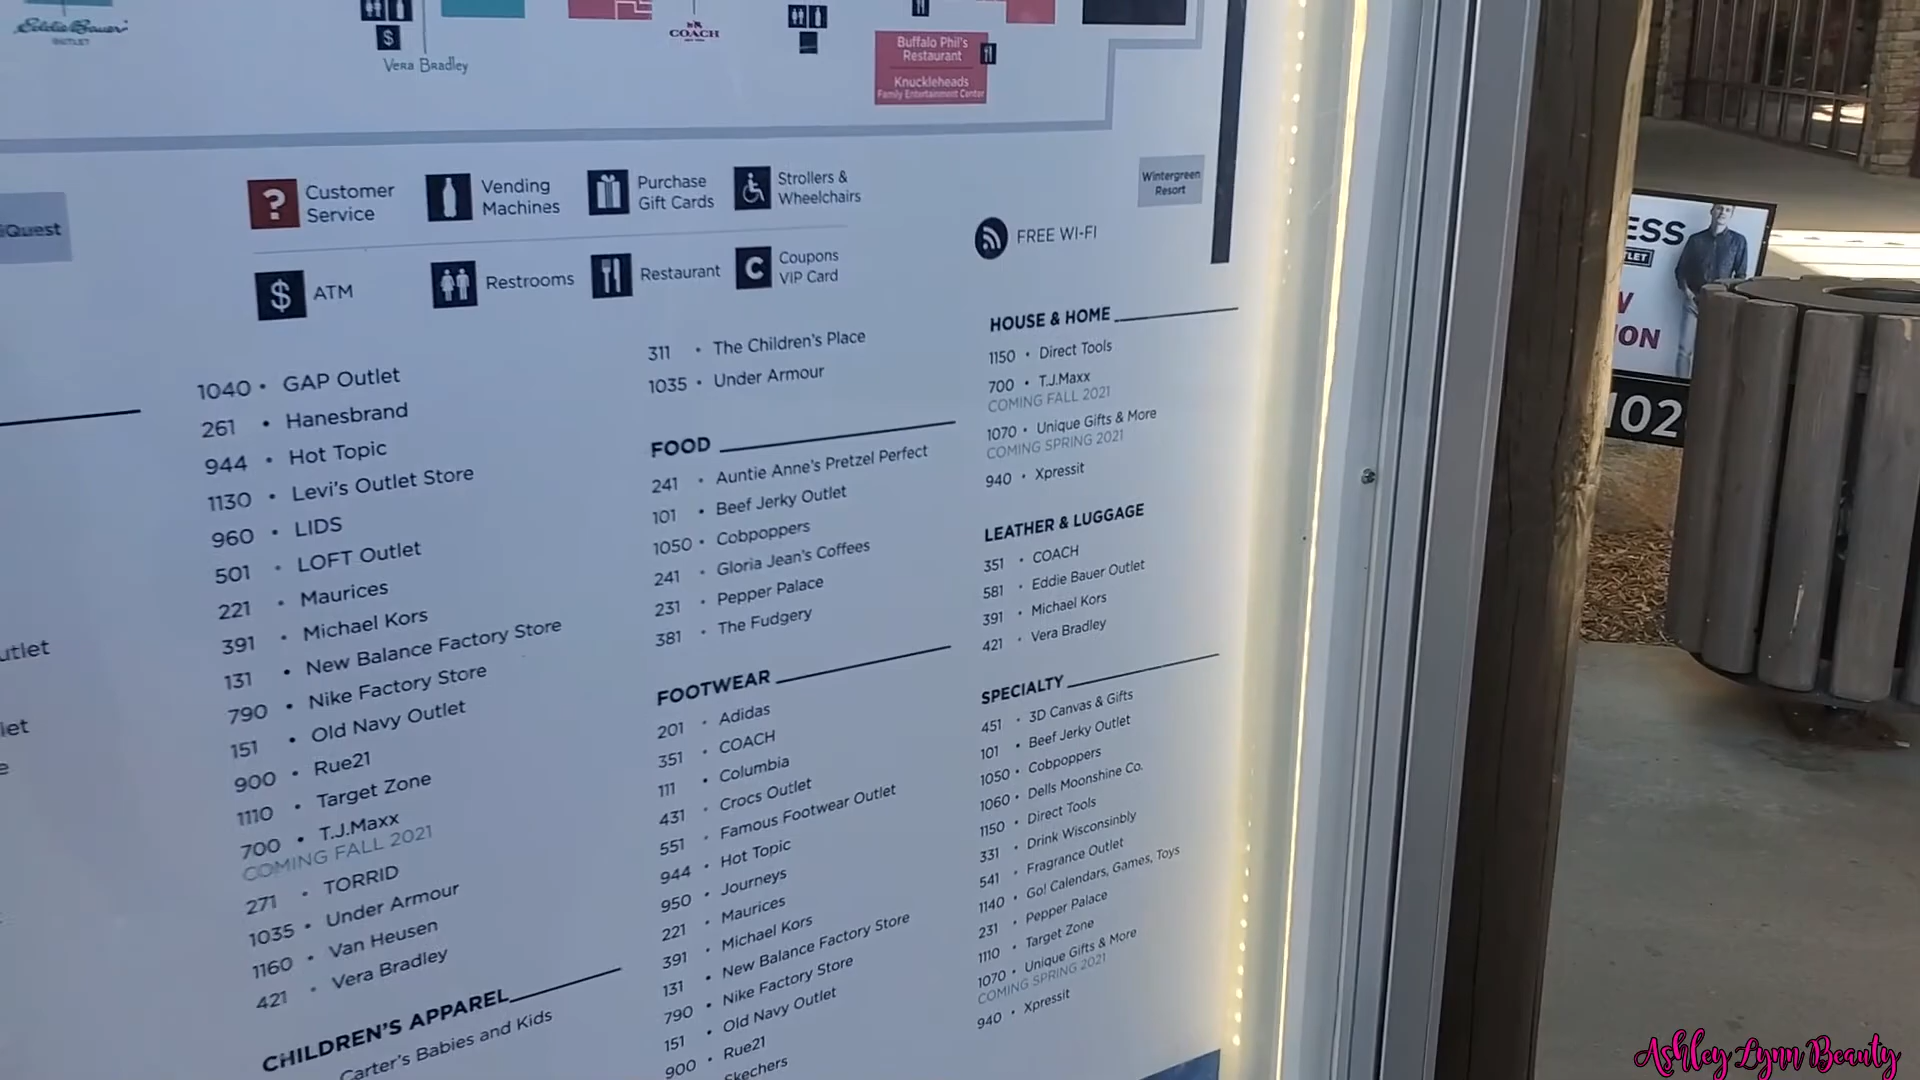 Eddie Bauer
OUTLET
$
Vera Bradley
COACH
Buffalo Phil's
Restaurant
Knuckleheads
Family Entertainment Center
Quest
Wintergreen
Resort
? Customer
Service
Vending
Machines
Purchase
Gift Cards
Strollers &
Wheelchairs
$ ATM
Restrooms
Restaurant
C Coupons
VIP Card
FREE WI-FI
utlet
let
e
1040 • GAP Outlet
261 • Hanesbrand
944 • Hot Topic
1130 • Levi's Outlet Store
960 • LIDS
501 • LOFT Outlet
221 • Maurices
391 • Michael Kors
131 • New Balance Factory Store
790 • Nike Factory Store
151 • Old Navy Outlet
900 • Rue21
1110 • Target Zone
700 • T.J.Maxx
COMING FALL 2021
271 • TORRID
1035 • Under Armour
1160 • Van Heusen
421 • Vera Bradley
CHILDREN'S APPAREL
Carter's Babies and Kids
311 • The Children's Place
1035 • Under Armour
FOOD
241 • Auntie Anne's Pretzel Perfect
101 • Beef Jerky Outlet
1050 • Cobpoppers
241 • Gloria Jean's Coffees
231 • Pepper Palace
381 • The Fudgery
FOOTWEAR
201 • Adidas
351 • COACH
111 • Columbia
431 • Crocs Outlet
551 • Famous Footwear Outlet
944 • Hot Topic
950 • Journeys
221 • Maurices
391 • Michael Kors
131 • New Balance Factory Store
790 • Nike Factory Store
151 • Old Navy Outlet
900 • Rue21
Skechers
HOUSE & HOME
1150 • Direct Tools
700 • T.J.Maxx
COMING FALL 2021
1070 • Unique Gifts & More
COMING SPRING 2021
940 • Xpressit
LEATHER & LUGGAGE
351 • COACH
581 • Eddie Bauer Outlet
391 • Michael Kors
421 • Vera Bradley
SPECIALTY
451 • 3D Canvas & Gifts
101 • Beef Jerky Outlet
1050 • Cobpoppers
1060 • Dells Moonshine Co.
1150 • Direct Tools
331 • Drink Wisconsinbly
541 • Fragrance Outlet
1140 • Go! Calendars, Games, Toys
231 • Pepper Palace
1110 • Target Zone
1070 • Unique Gifts & More
COMING SPRING 2021
940 • Xpressit
ESS
LET
ION
102
Ashley Lynn Beauty